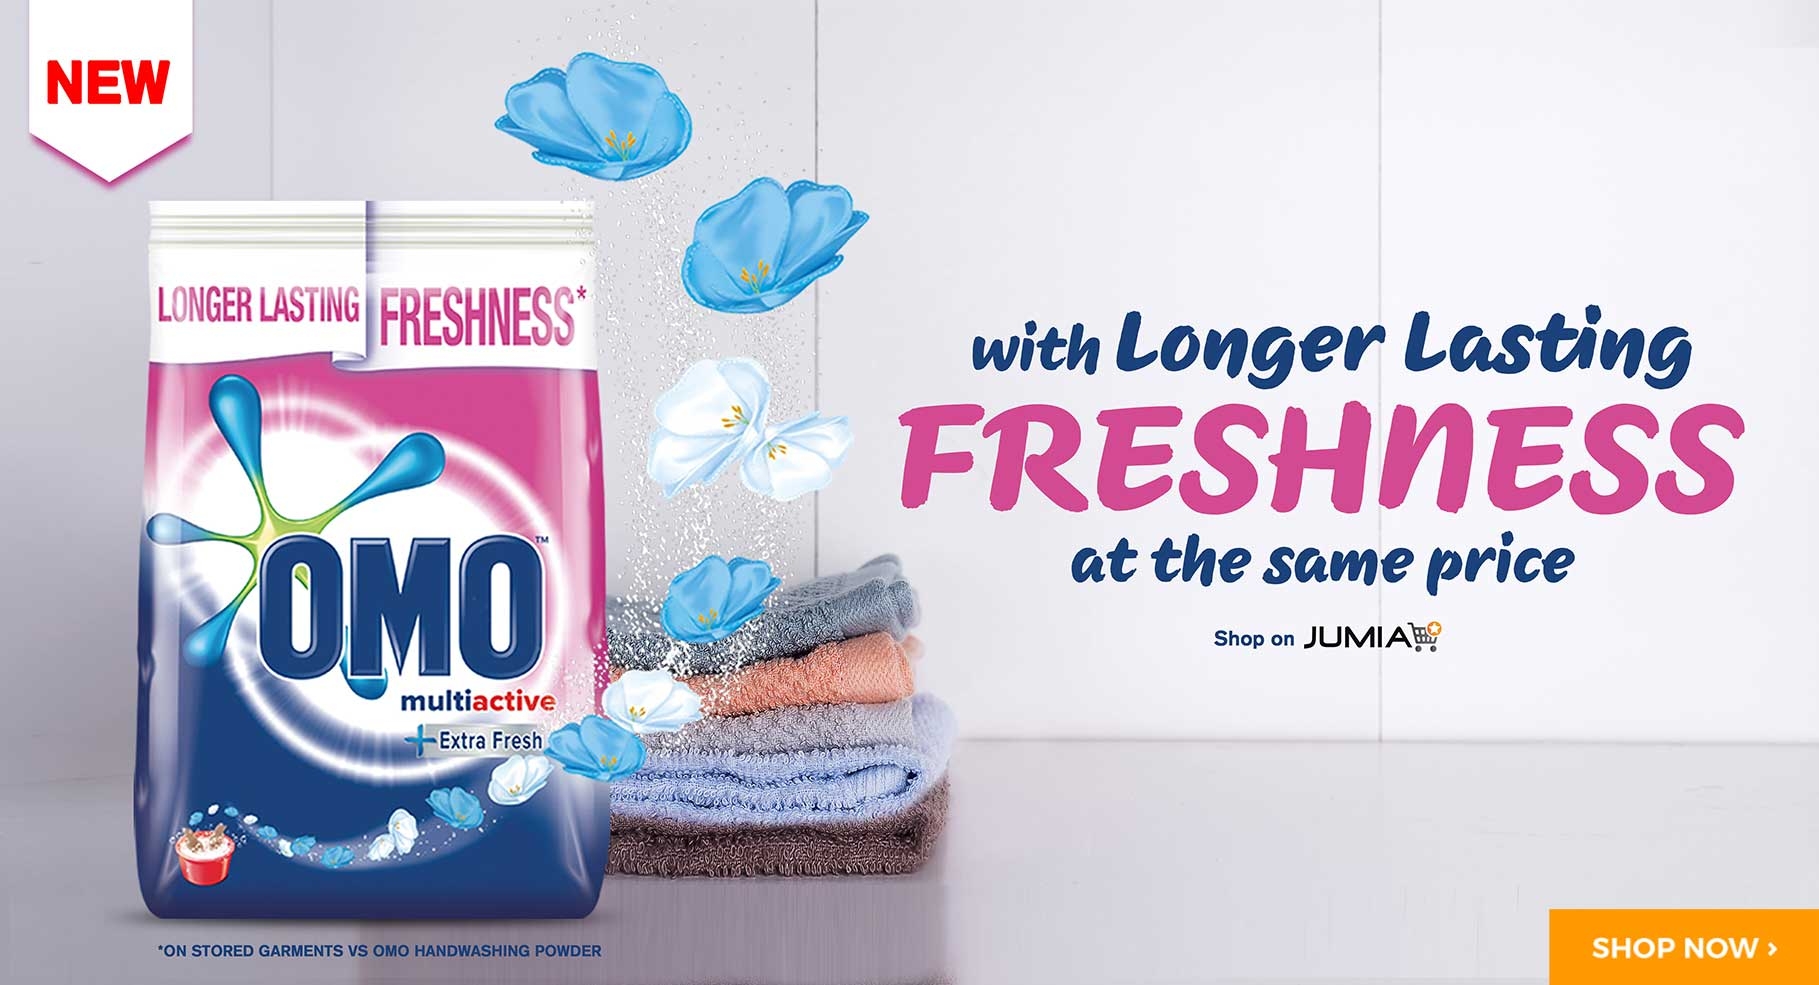 NEW
LONGER LASTING FRESHNESS*
OMO™
multiactive
+Extra Fresh
*ON STORED GARMENTS VS OMO HANDWASHING POWDER
with Longer Lasting
FRESHNESS
at the same price
Shop on JUMIA
SHOP NOW ›